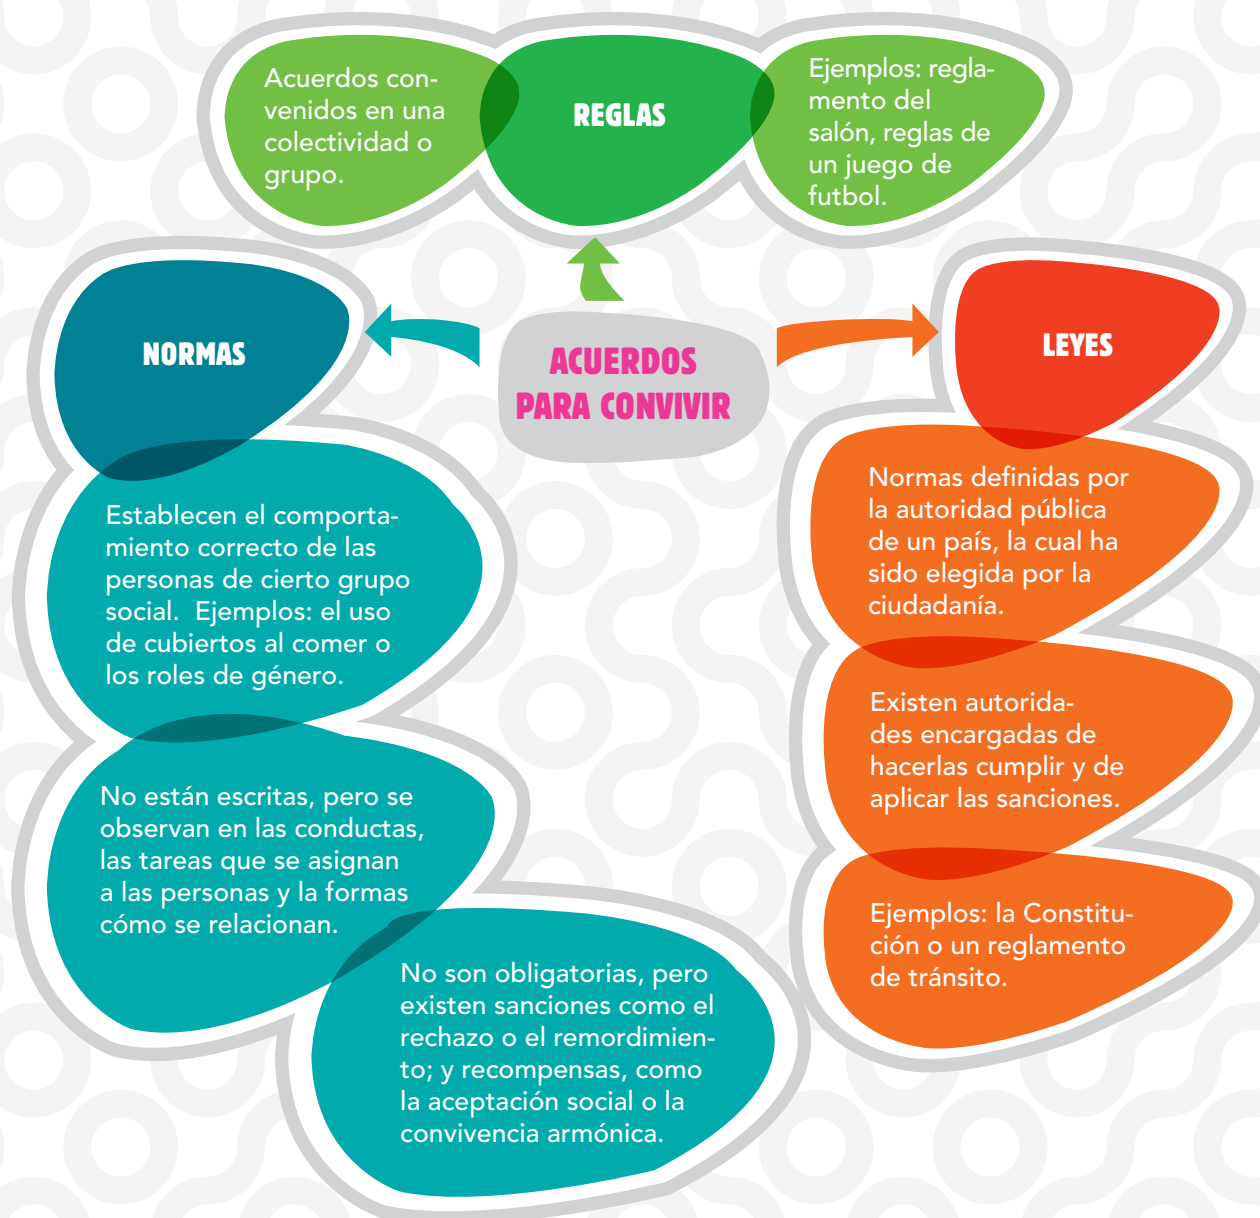 Acuerdos con-
venidos en una
colectividad o
grupo.
REGLAS
Ejemplos: regla-
mento del
salón, reglas de
un juego de
futbol.
ACUERDOS
PARA CONVIVIR
NORMAS
Establecen el comporta-
miento correcto de las
personas de cierto grupo
social.  Ejemplos: el uso
de cubiertos al comer o
los roles de género.
No están escritas, pero se
observan en las conductas,
las tareas que se asignan
a las personas y la formas
cómo se relacionan.
No son obligatorias, pero
existen sanciones como el
rechazo o el remordimien-
to; y recompensas, como
la aceptación social o la
convivencia armónica.
LEYES
Normas definidas por
la autoridad pública
de un país, la cual ha
sido elegida por la
ciudadanía.
Existen autorida-
des encargadas de
hacerlas cumplir y de
aplicar las sanciones.
Ejemplos: la Constitu-
ción o un reglamento
de tránsito.